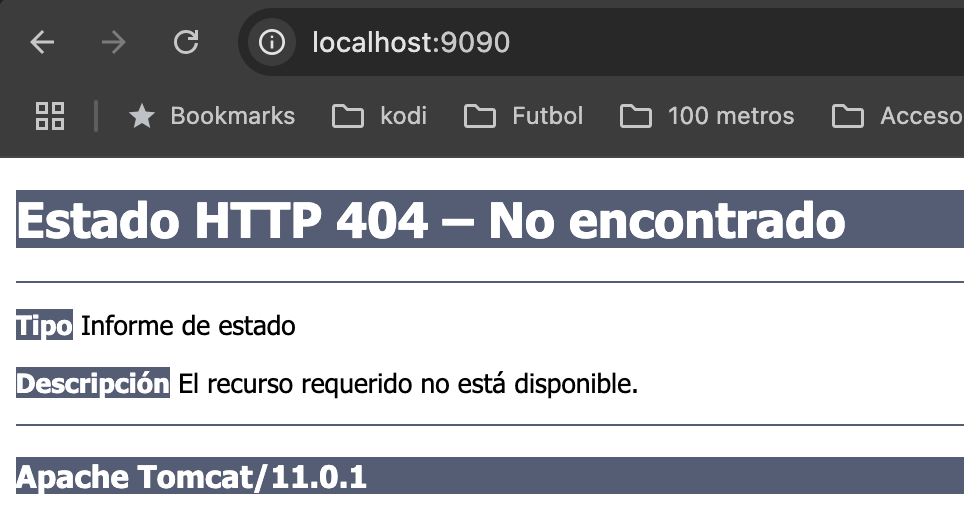 localhost:9090
Bookmarks kodi Futbol 100 metros Acceso
Estado HTTP 404 – No encontrado
Tipo Informe de estado
Descripción El recurso requerido no está disponible.
Apache Tomcat/11.0.1